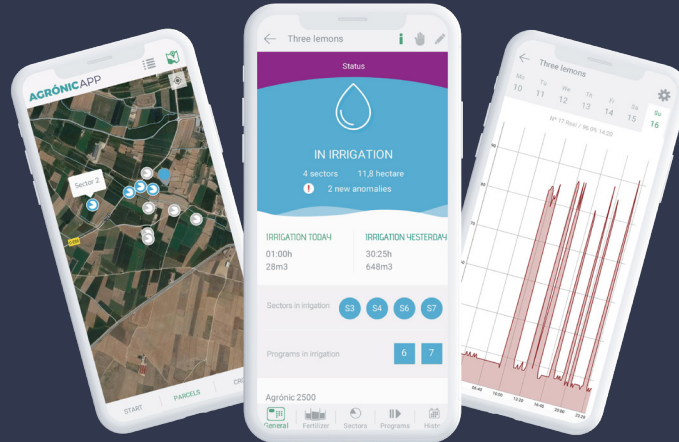 AGRÓNICAPP
Sector 2
START
PARCELS
Three lemons
Status
IN IRRIGATION
4 sectors
11,8 hectare
2 new anomalies
IRRIGATION TODAY
01:00h
28m3
IRRIGATION YESTERDAY
30:25h
648m3
Sectors in irrigation
S3
S4
S6
S7
Programs in irrigation
6
7
Agrónic 2500
General
Fertilizer
Sectors
Programs
Three lemons
Mo
Tu
We
Th
Fr
Sa
Su
10
11
12
13
14
15
16